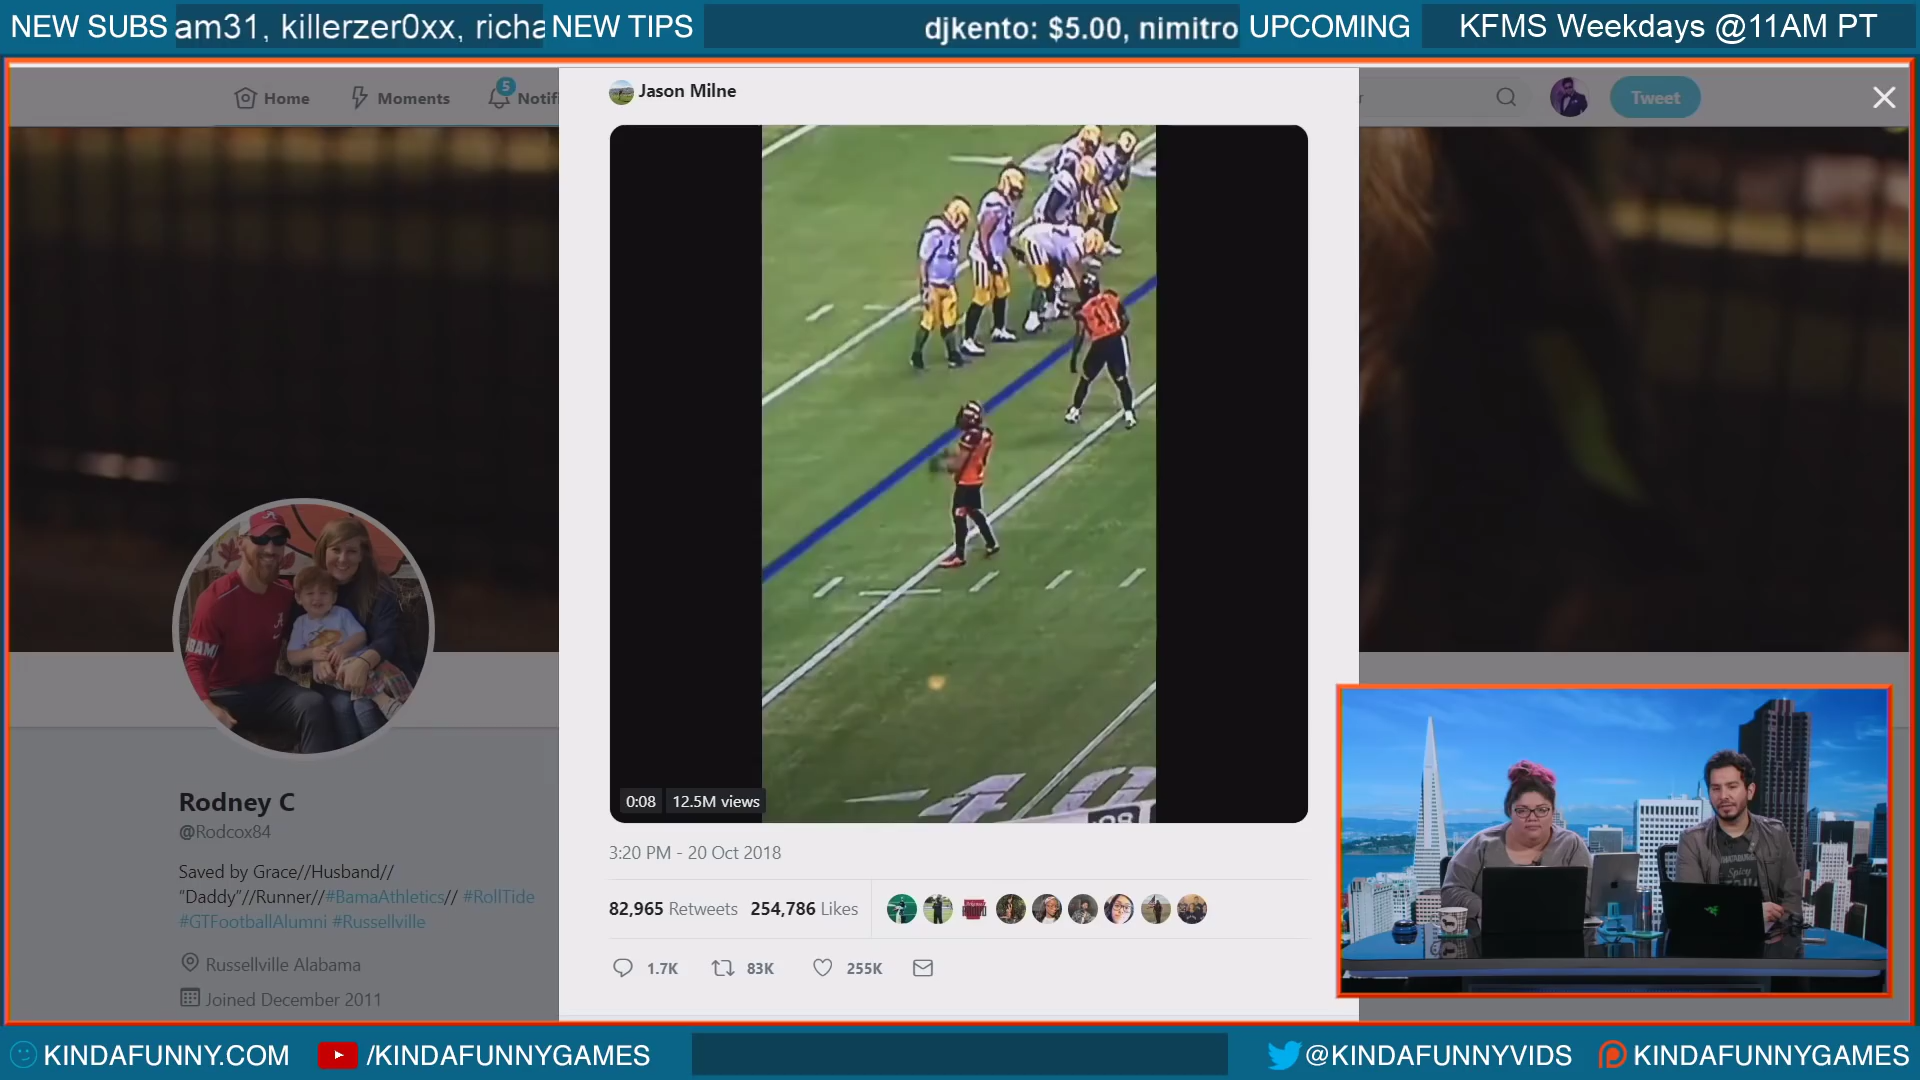 NEW SUBS am31, killerzer0xx, richa NEW TIPS djkento: $5.00, nimitro UPCOMING KFMS Weekdays @11AM PT
Home Moments 5 Notifi Tweet
Jason Milne
0:08 12.5M views
3:20 PM - 20 Oct 2018
82,965 Retweets 254,786 Likes
1.7K 83K 255K
Rodney C
@Rodcox84
Saved by Grace//Husband//
"Daddy"//Runner//#BamaAthletics// #RollTide
#GTFootballAlumni #Russellville
Russellville Alabama
Joined December 2011
KINDAFUNNY.COM /KINDAFUNNYGAMES @KINDAFUNNYVIDS KINDAFUNNYGAMES